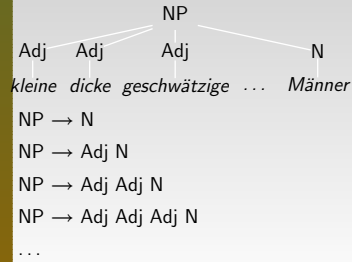 NP
Adj Adj Adj N
kleine dicke geschwätzige ... Männer
NP → N
NP → Adj N
NP → Adj Adj N
NP → Adj Adj Adj N
...